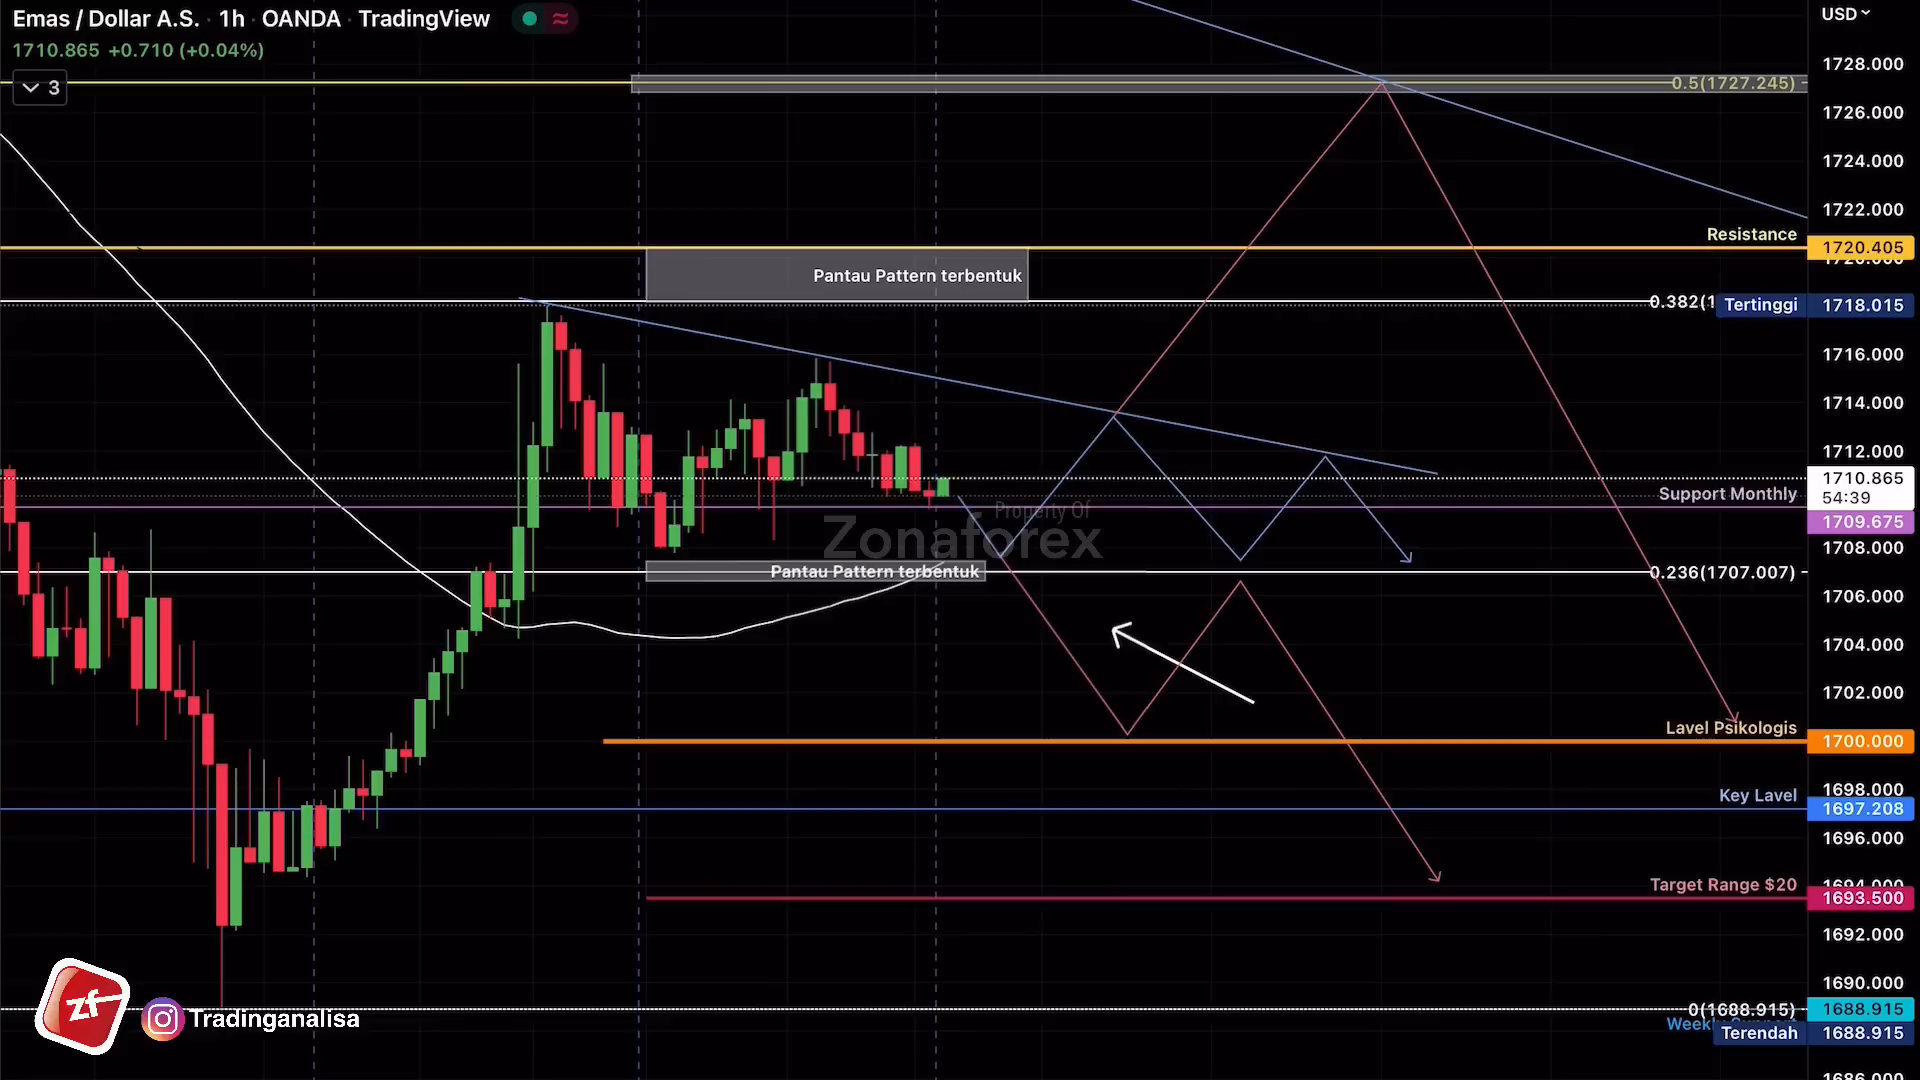 Emas / Dollar A.S. · 1h · OANDA · TradingView
1710.865 +0.710 (+0.04%)
3
USD
1728.000
0.5(1727.245)
1726.000
1724.000
1722.000
Resistance
1720.405
Pantau Pattern terbentuk
0.382(1
Tertinggi 1718.015
1716.000
1714.000
1712.000
1710.865
54:39
Support Monthly
1709.675
Property Of
Zonaforex
1708.000
Pantau Pattern terbentuk
0.236(1707.007)
1706.000
1704.000
1702.000
Lavel Psikologis
1700.000
1698.000
Key Lavel
1697.208
1696.000
1694.000
Target Range $20
1693.500
1692.000
1690.000
0(1688.915) 1688.915
Terendah 1688.915
1686.000
zf
Tradinganalisa